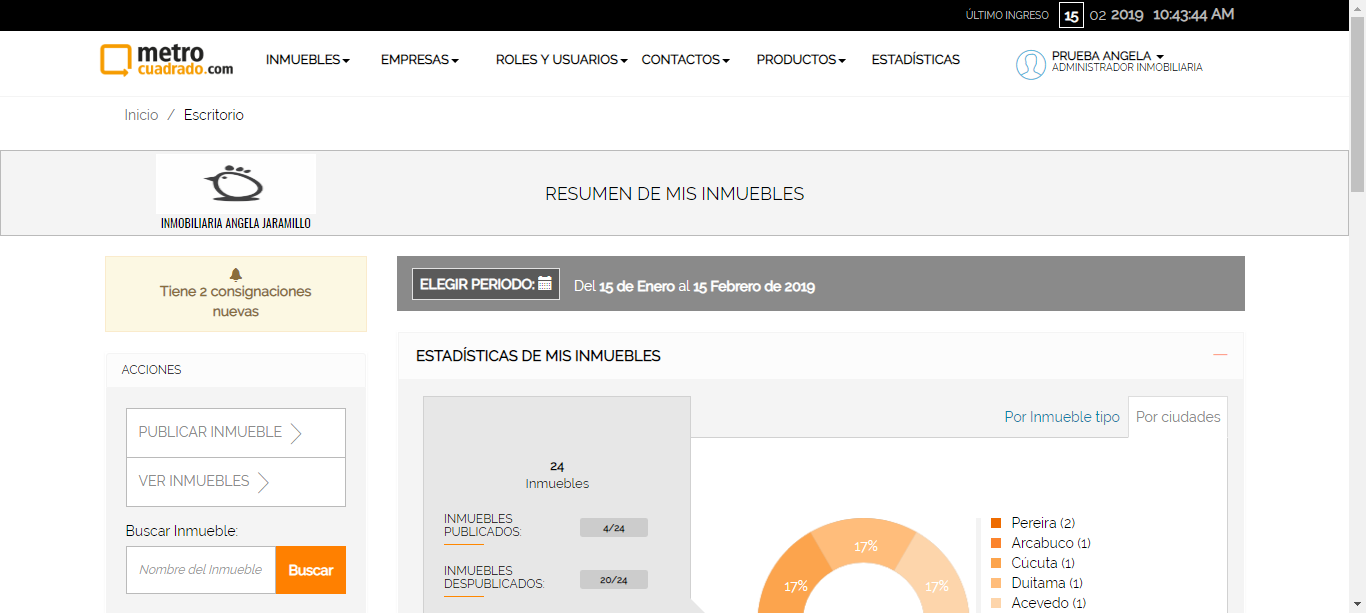 ÚLTIMO INGRESO 15 02 2019 10:43:44 AM
metro
cuadrado.com
INMUEBLES
EMPRESAS
ROLES Y USUARIOS
CONTACTOS
PRODUCTOS
ESTADÍSTICAS
PRUEBA ANGELA
ADMINISTRADOR INMOBILIARIA
Inicio / Escritorio
INMOBILIARIA ANGELA JARAMILLO
RESUMEN DE MIS INMUEBLES
Tiene 2 consignaciones
nuevas
ACCIONES
PUBLICAR INMUEBLE
VER INMUEBLES
Buscar Inmueble:
Nombre del Inmueble
Buscar
ELEGIR PERIODO:
Del 15 de Enero al 15 Febrero de 2019
ESTADÍSTICAS DE MIS INMUEBLES
24
Inmuebles
INMUEBLES
PUBLICADOS:
4/24
INMUEBLES
DESPUBLICADOS:
20/24
Por Inmueble tipo
Por ciudades
17%
17%
17%
Pereira (2)
Arcabuco (1)
Cúcuta (1)
Duitama (1)
Acevedo (1)